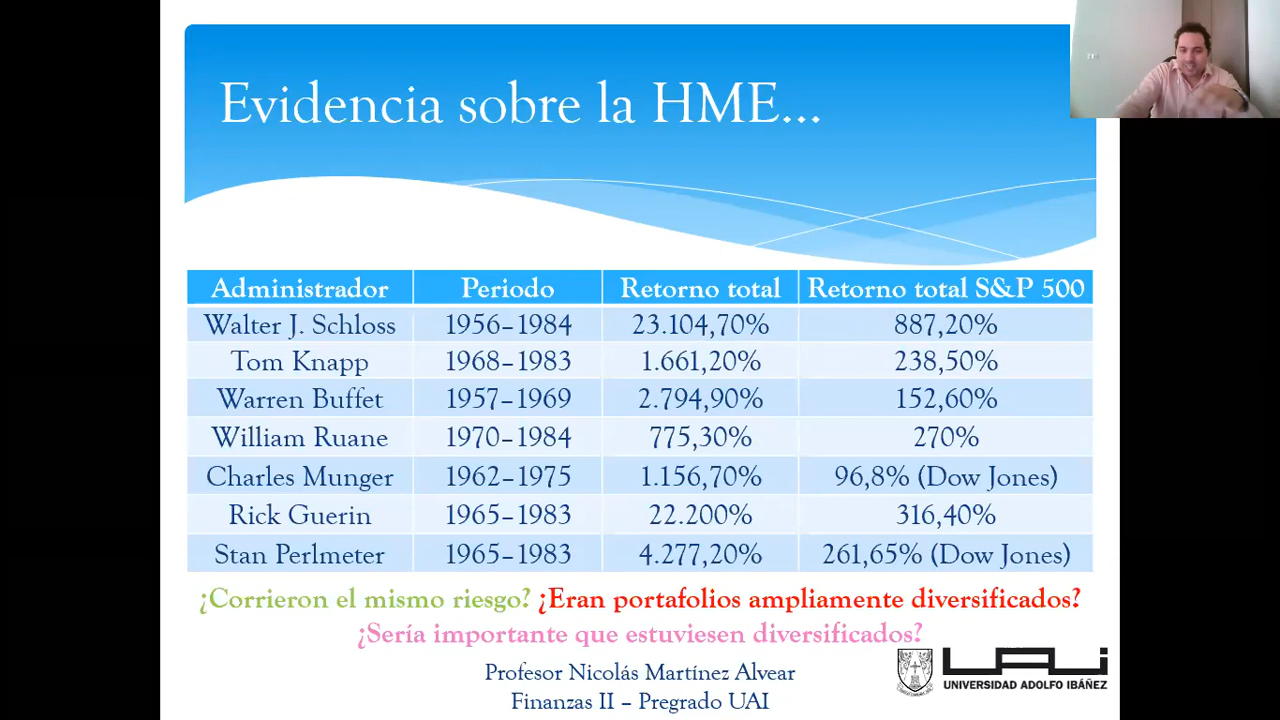 Evidencia sobre la HME...
Administrador Periodo Retorno total Retorno total S&P 500
Walter J. Schloss 1956–1984 23.104,70% 887,20%
Tom Knapp 1968–1983 1.661,20% 238,50%
Warren Buffet 1957–1969 2.794,90% 152,60%
William Ruane 1970–1984 775,30% 270%
Charles Munger 1962–1975 1.156,70% 96,8% (Dow Jones)
Rick Guerin 1965–1983 22.200% 316,40%
Stan Perlmeter 1965–1983 4.277,20% 261,65% (Dow Jones)
¿Corrieron el mismo riesgo? ¿Eran portafolios ampliamente diversificados?
¿Sería importante que estuviesen diversificados?
Profesor Nicolás Martínez Alvear
Finanzas II – Pregrado UAI
UAI
UNIVERSIDAD ADOLFO IBÁÑEZ